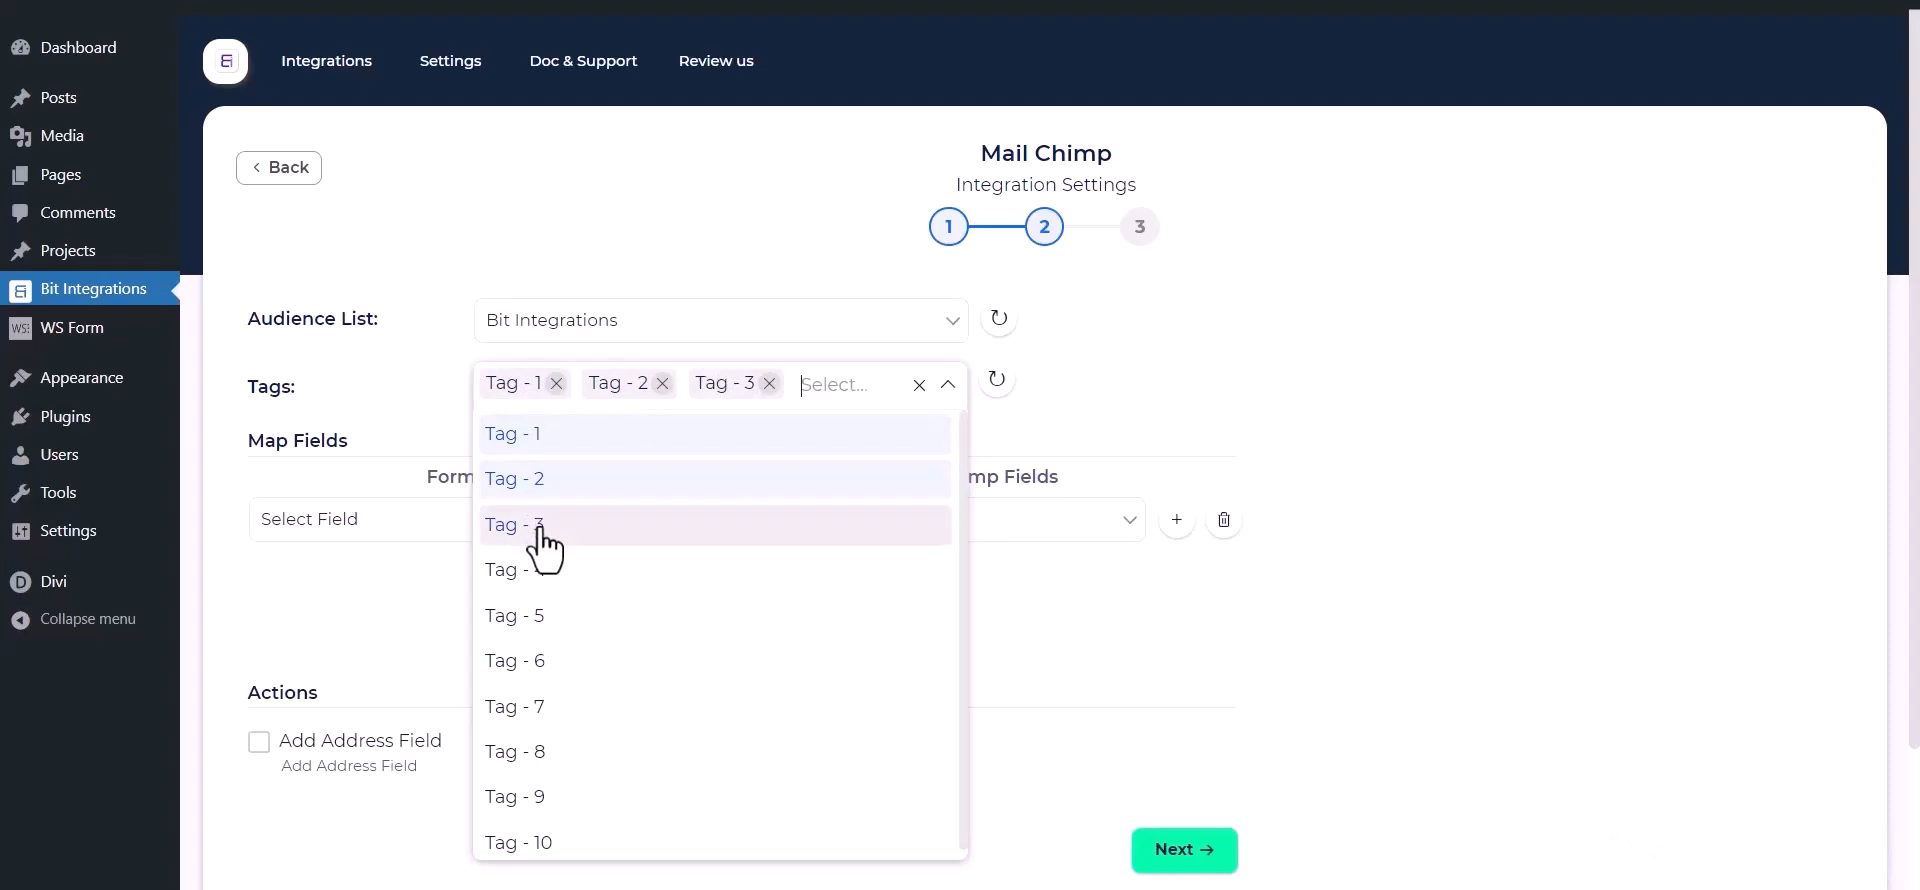 Dashboard
Posts
Media
Pages
Comments
Projects
Bit Integrations
WS Form
Appearance
Plugins
Users
Tools
Settings
Divi
Collapse menu
Integrations
Settings
Doc & Support
Review us
Back
Mail Chimp
Integration Settings
1
2
3
Audience List:
Bit Integrations
Tags:
Tag - 1
Tag - 2
Tag - 3
Select...
Tag - 1
Tag - 2
Tag - 3
Tag -
Tag - 5
Tag - 6
Tag - 7
Tag - 8
Tag - 9
Tag - 10
Map Fields
Form
mp Fields
Select Field
Actions
Add Address Field
Add Address Field
Next →